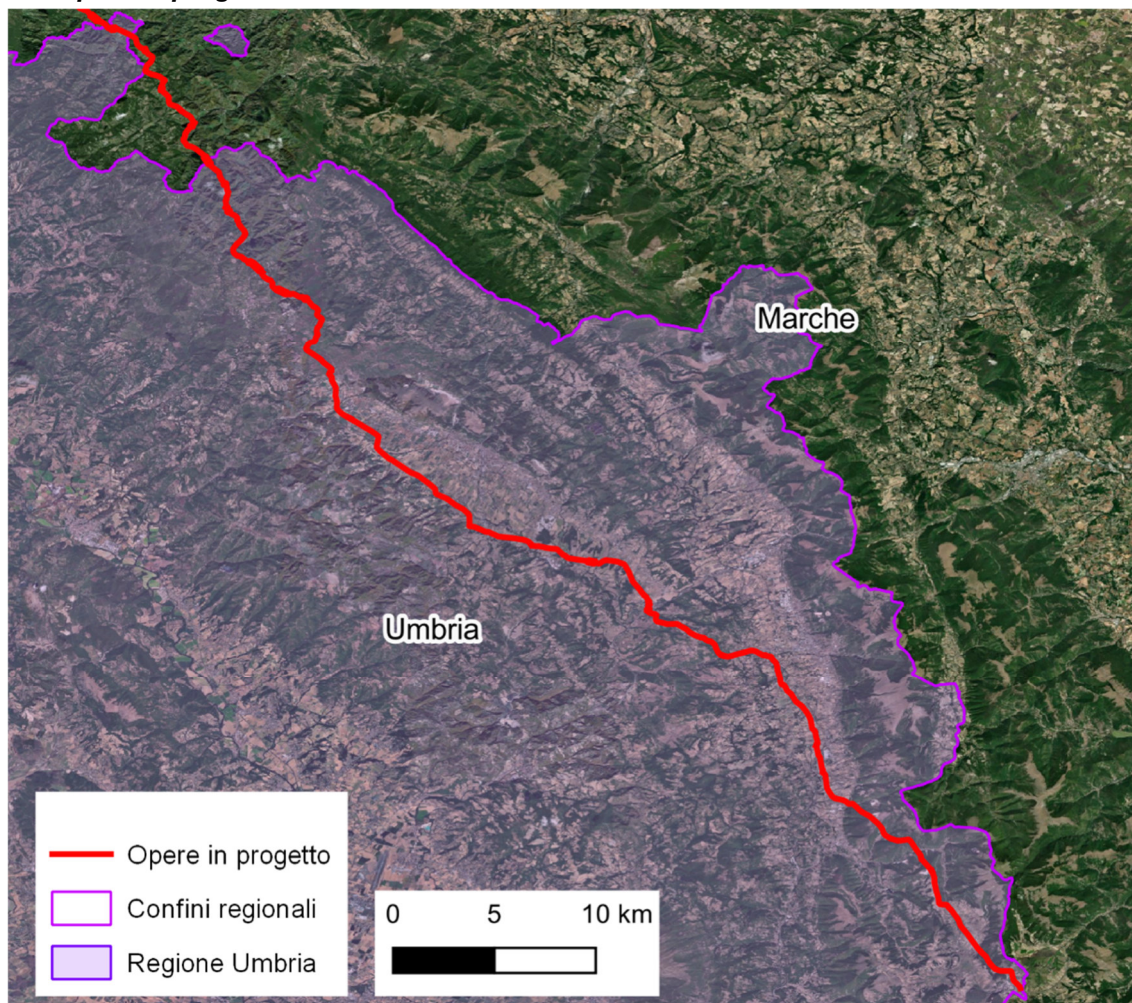 Marche
Umbria
Opere in progetto
Confini regionali
Regione Umbria
0 5 10 km